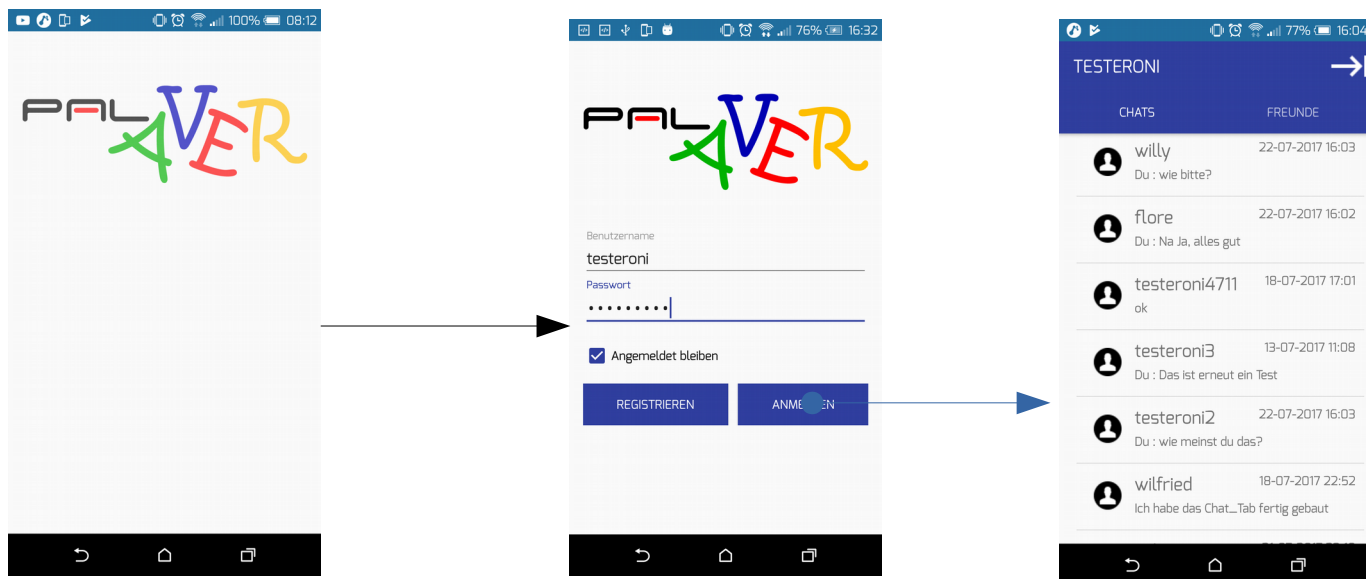 100% 08:12
PALAVER
76% 16:32
PALAVER
Benutzername
testeroni
Passwort
Angemeldet bleiben
REGISTRIEREN
77% 16:04
TESTERONI
CHATS FREUNDE
willy 22-07-2017 16:03
Du : wie bitte?
flore 22-07-2017 16:02
Du : Na Ja, alles gut
testeroni4711 18-07-2017 17:01
ok
testeroni3 13-07-2017 11:08
Du : Das ist erneut ein Test
testeroni2 22-07-2017 16:03
Du : wie meinst du das?
wilfried 18-07-2017 22:52
Ich habe das Chat_Tab fertig gebaut